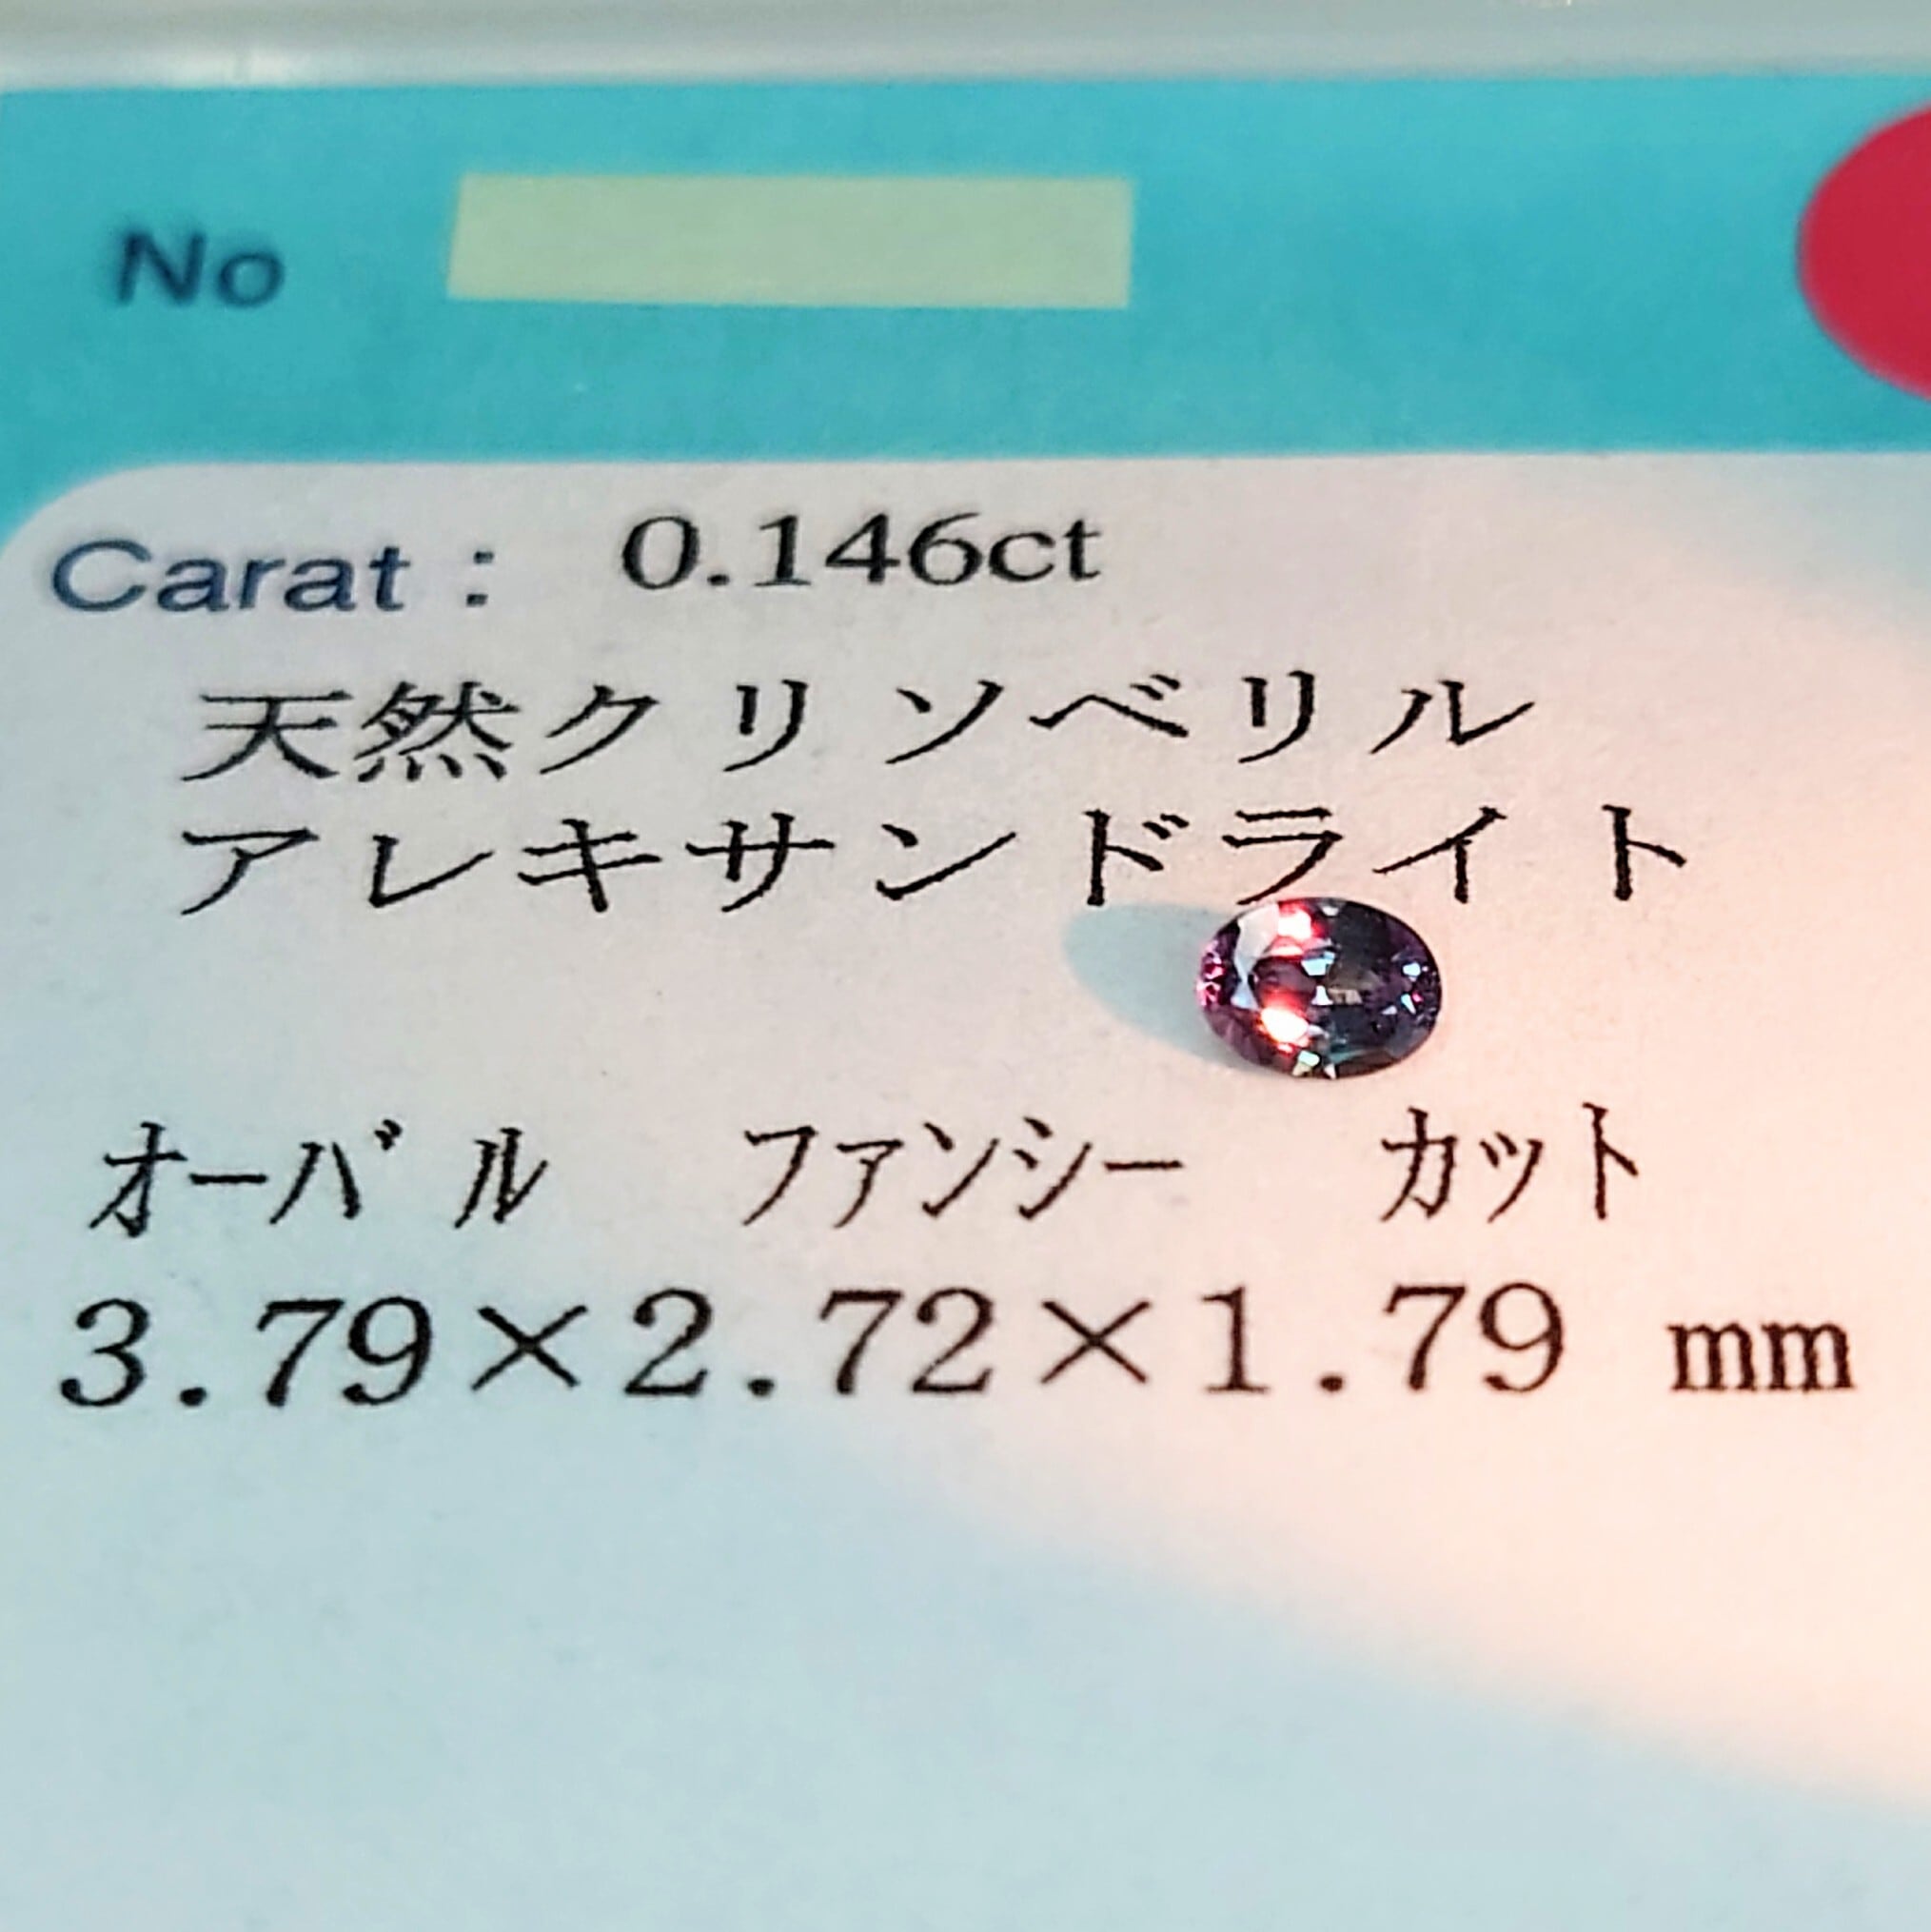 No
Carat : 0.146ct
天然クリソベリル
アレキサンドライト
オーバル ファンシー カット
3.79×2.72×1.79 mm